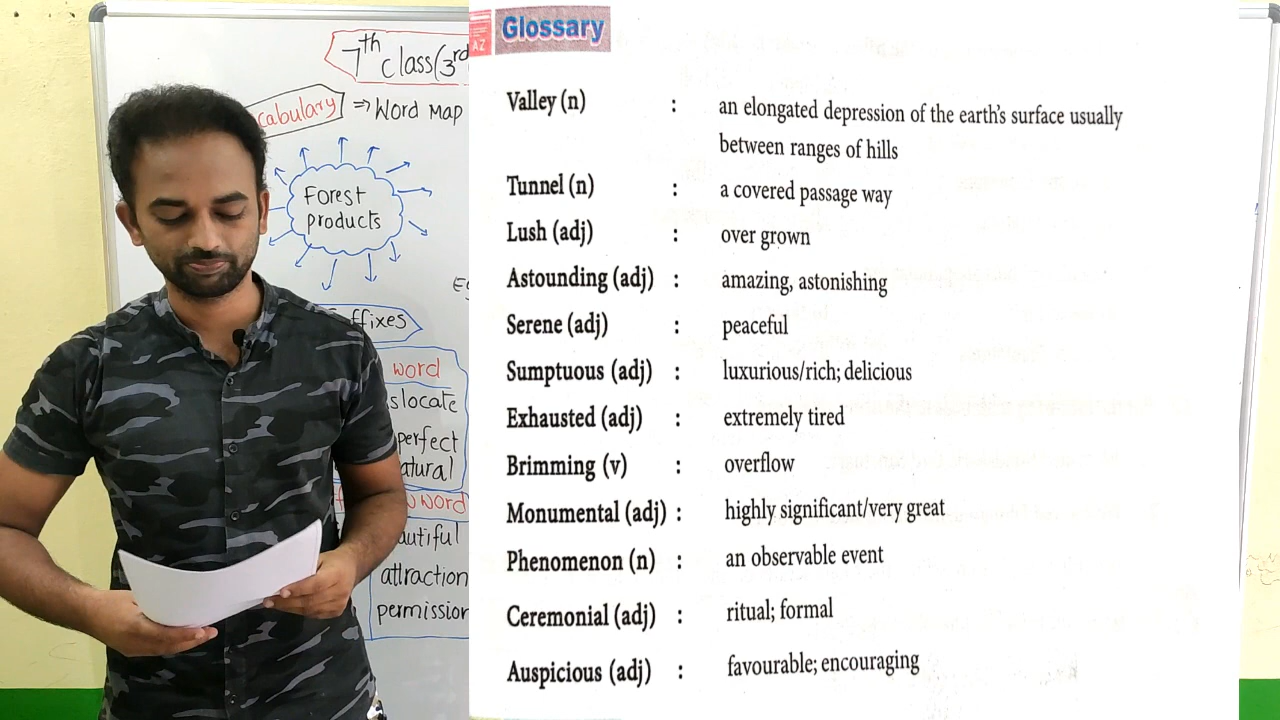 7th class(3rd
cabulary ⇒ Word Map
Forest
products
Eg
ffixes
word
slocate
perfect
atural
word
autiful
attraction
permission
AZ
Glossary
Valley (n) : an elongated depression of the earth's surface usually
between ranges of hills
Tunnel (n) : a covered passage way
Lush (adj) : over grown
Astounding (adj) : amazing, astonishing
Serene (adj) : peaceful
Sumptuous (adj) : luxurious/rich; delicious
Exhausted (adj) : extremely tired
Brimming (v) : overflow
Monumental (adj) : highly significant/very great
Phenomenon (n) : an observable event
Ceremonial (adj) : ritual; formal
Auspicious (adj) : favourable; encouraging